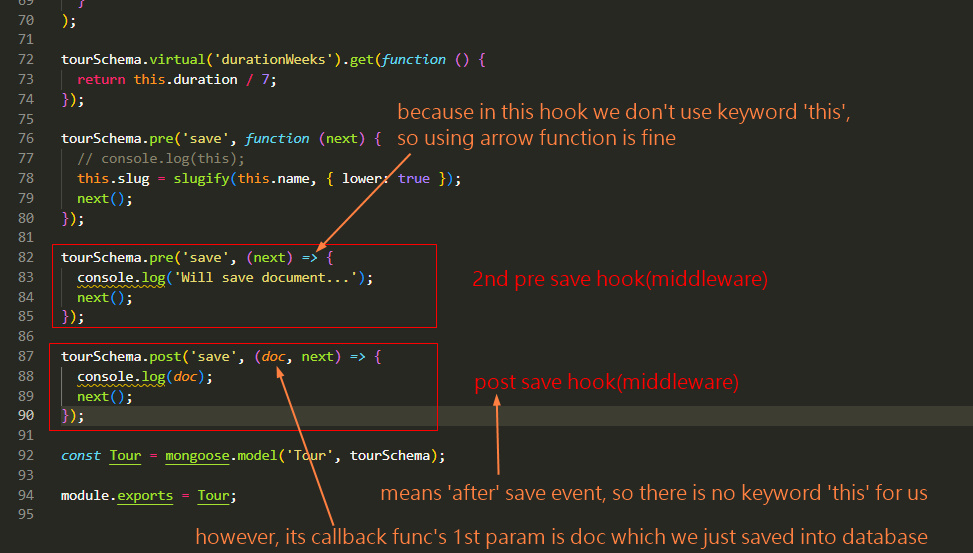 69 }
70 );
71
72 tourSchema.virtual('durationWeeks').get(function () {
73 return this.duration / 7;
74 });
75
because in this hook we don't use keyword 'this',
so using arrow function is fine
76 tourSchema.pre('save', function (next) {
77 // console.log(this);
78 this.slug = slugify(this.name, { lower: true });
79 next();
80 });
81
82 tourSchema.pre('save', (next) => {
83 console.log('Will save document...');
2nd pre save hook(middleware)
84 next();
85 });
86
87 tourSchema.post('save', (doc, next) => {
88 console.log(doc);
post save hook(middleware)
89 next();
90 });
91
92 const Tour = mongoose.model('Tour', tourSchema);
93
means 'after' save event, so there is no keyword 'this' for us
94 module.exports = Tour;
95
however, its callback func's 1st param is doc which we just saved into database